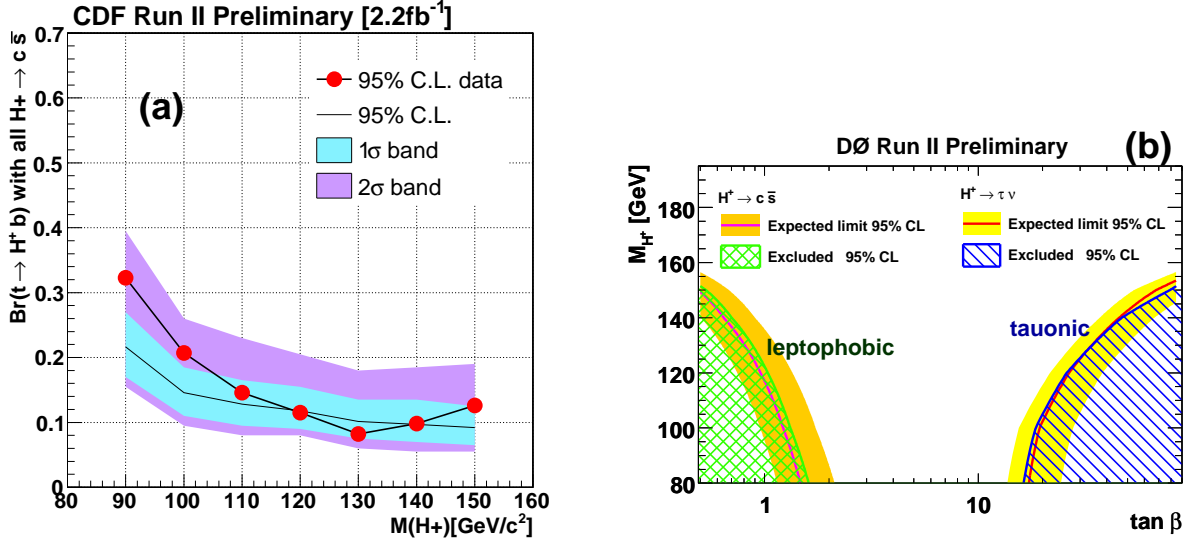 CDF Run II Preliminary [2.2fb⁻¹]
Br(t → H⁺ b) with all H+ → c s̅
0.7
0.6
0.5
0.4
0.3
0.2
0.1
0
(a)
95% C.L. data
95% C.L.
1σ band
2σ band
80 90 100 110 120 130 140 150 160
M(H+)[GeV/c²]
DØ Run II Preliminary
(b)
M_H⁺ [GeV]
180
160
140
120
100
80
H⁺ → c s̅
Expected limit 95% CL
Excluded 95% CL
H⁺ → τ ν
Expected limit 95% CL
Excluded 95% CL
leptophobic
tauonic
1 10
tan β